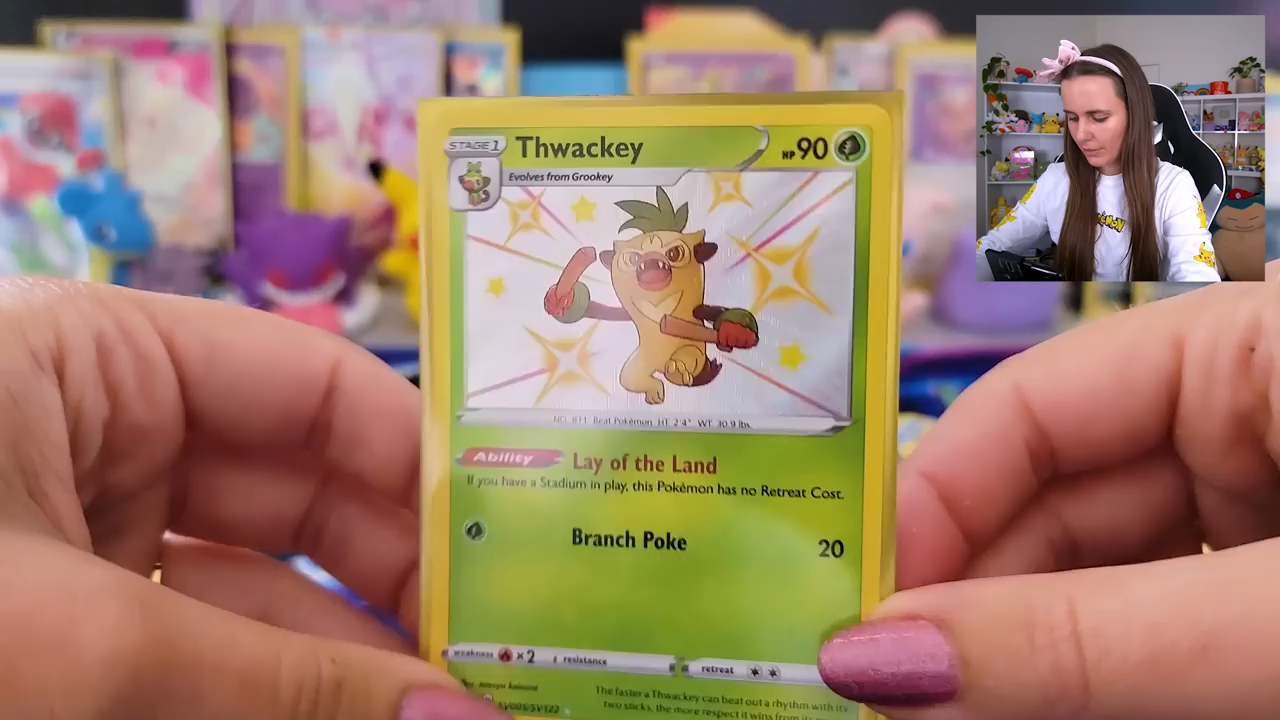 STAGE 1
Thwackey
HP 90
Evolves from Grookey
NO. 811 Beat Pokémon HT 2'4" WT 30.9 lbs.
Ability Lay of the Land
If you have a Stadium in play, this Pokémon has no Retreat Cost.
Branch Poke 20
weakness ×2 resistance retreat
The faster a Thwackey can beat out a rhythm with its
two sticks, the more respect it wins from its
SV005/SV122
POKÉMON